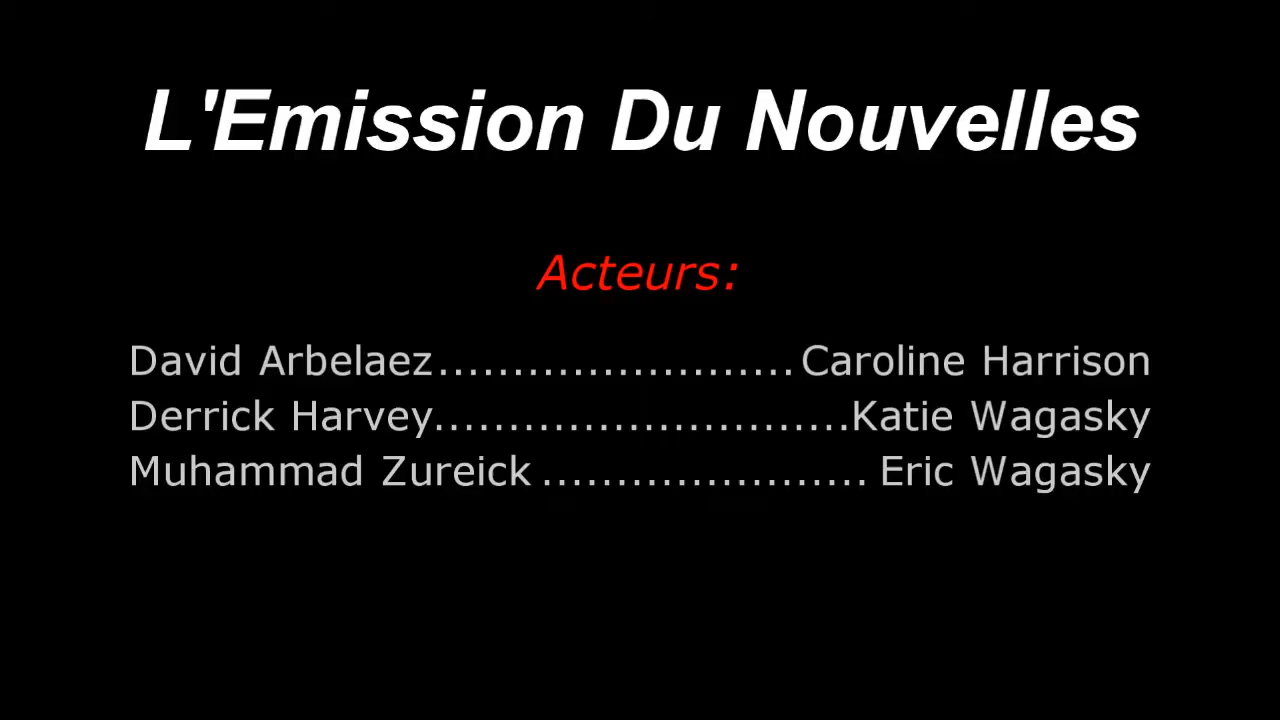 L'Emission Du Nouvelles
Acteurs:
David Arbelaez........................Caroline Harrison
Derrick Harvey............................Katie Wagasky
Muhammad Zureick ...................... Eric Wagasky